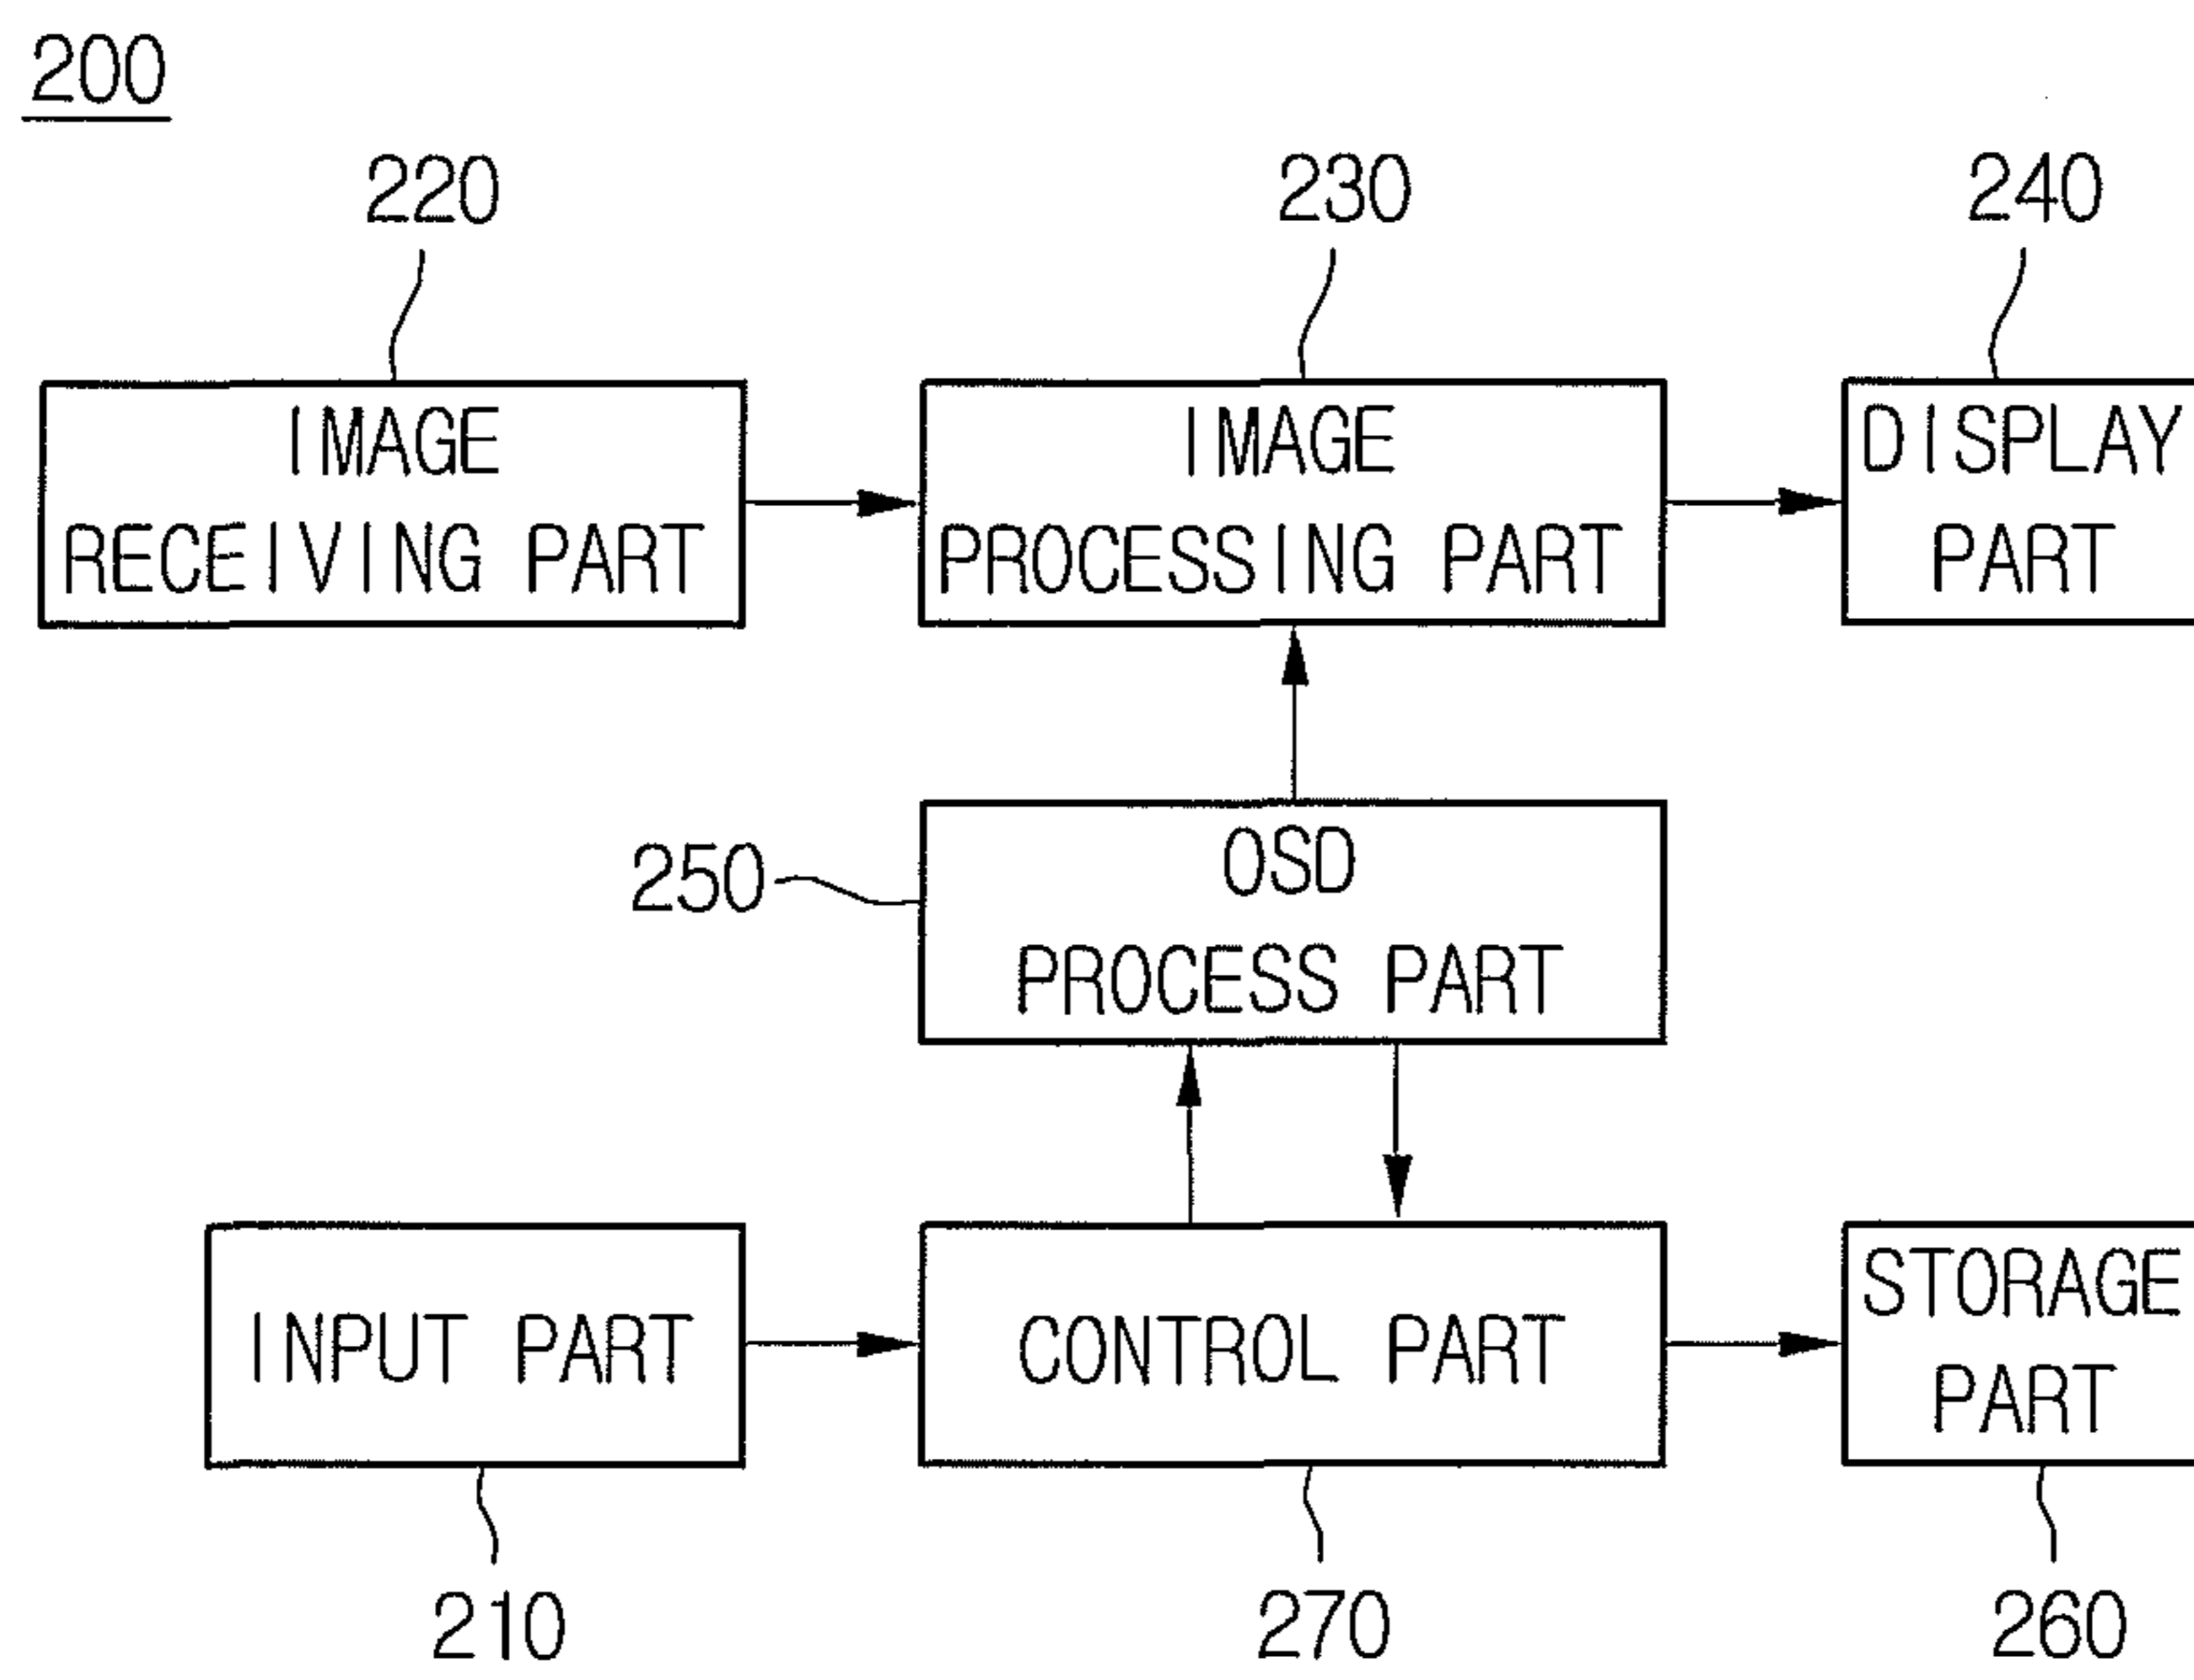 200
220
230
240
IMAGE
RECEIVING PART
IMAGE
PROCESSING PART
DISPLAY
PART
250
OSD
PROCESS PART
INPUT PART
CONTROL PART
STORAGE
PART
210
270
260